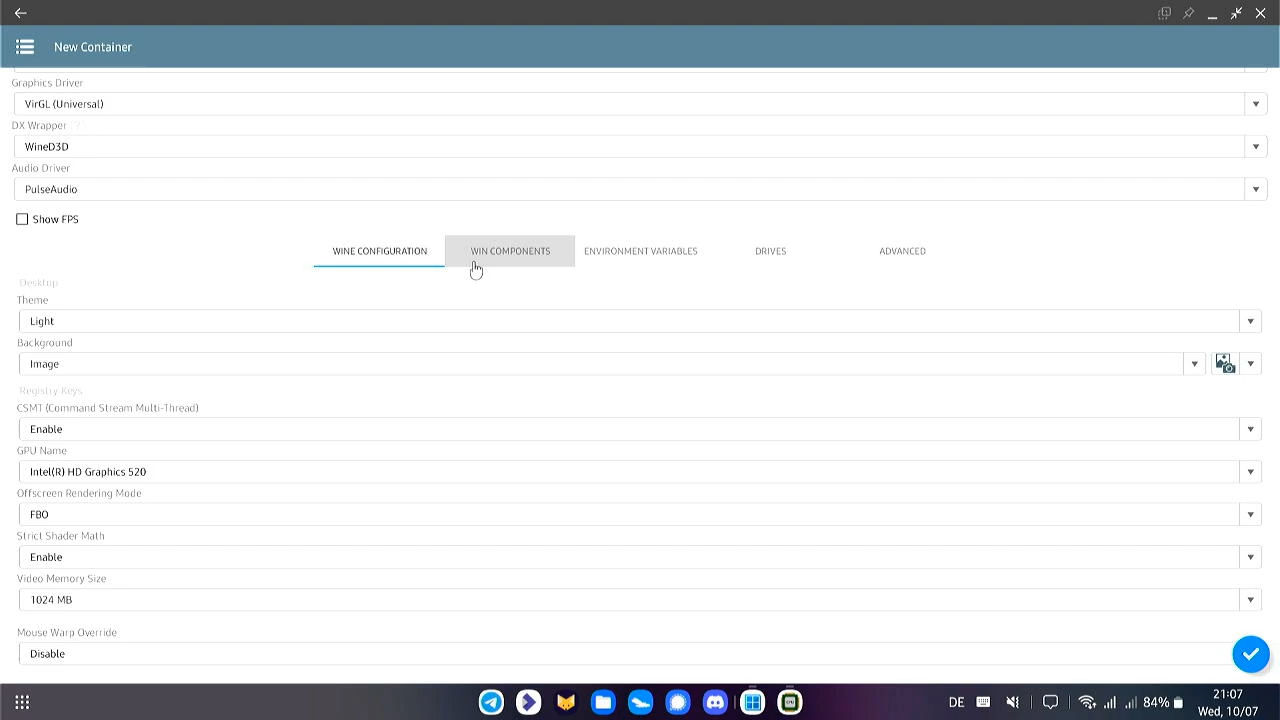 New Container
Graphics Driver
VirGL (Universal)
DX Wrapper
WineD3D
Audio Driver
PulseAudio
Show FPS
WINE CONFIGURATION
WIN COMPONENTS
ENVIRONMENT VARIABLES
DRIVES
ADVANCED
Desktop
Theme
Light
Background
Image
Registry Keys
CSMT (Command Stream Multi-Thread)
Enable
GPU Name
Intel(R) HD Graphics 520
Offscreen Rendering Mode
FBO
Strict Shader Math
Enable
Video Memory Size
1024 MB
Mouse Warp Override
Disable
DE
84%
21:07
Wed, 10/07